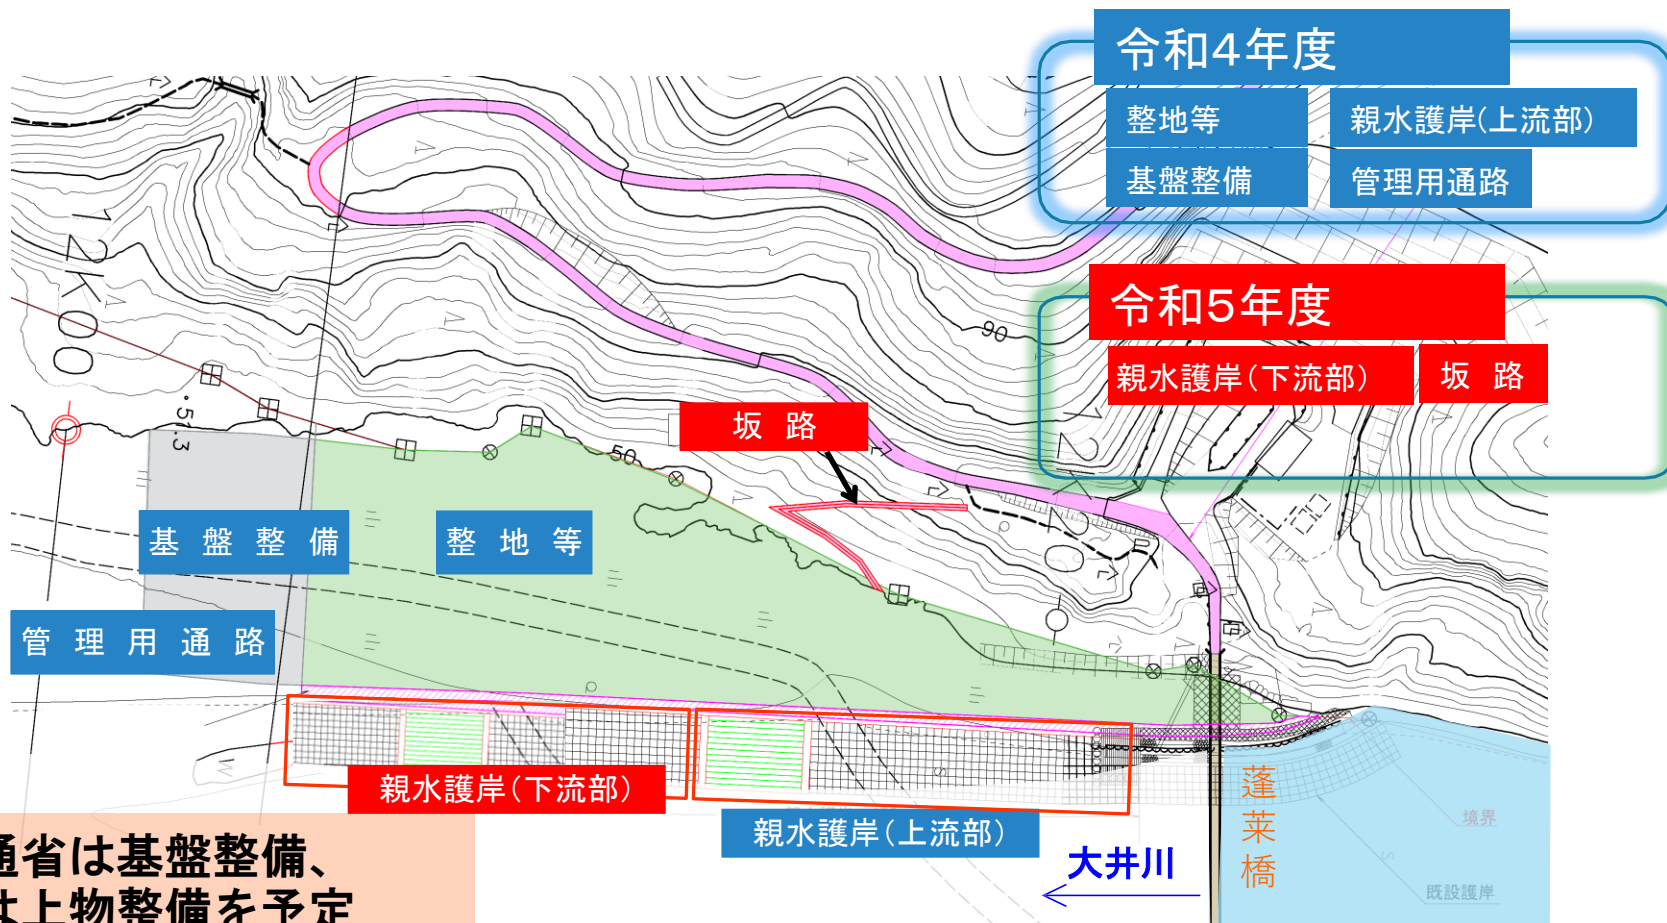 令和4年度
整地等
親水護岸(上流部)
基盤整備
管理用通路
令和5年度
親水護岸(下流部)
坂 路
12K000
90
51.3
坂 路
50
基 盤 整 備
整 地 等
管 理 用 通 路
親水護岸(下流部)
親水護岸(上流部)
蓬莱橋
大井川
境界
既設護岸
通省は基盤整備、
は上物整備を予定